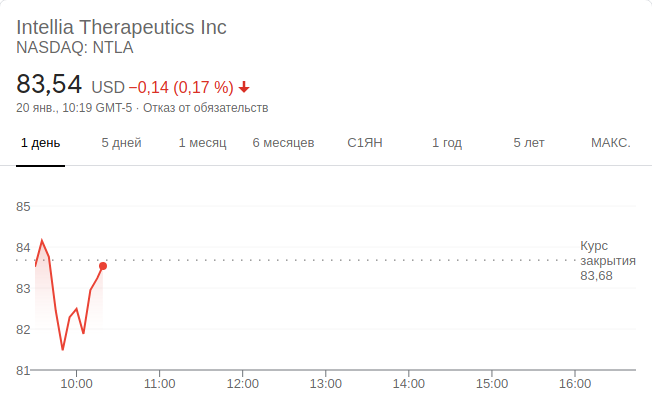 Intellia Therapeutics Inc
NASDAQ: NTLA
83,54 USD −0,14 (0,17 %)
20 янв., 10:19 GMT-5 · Отказ от обязательств
1 день 5 дней 1 месяц 6 месяцев С1ЯН 1 год 5 лет МАКС.
85
84
83
82
81
Курс
закрытия
83,68
10:00 11:00 12:00 13:00 14:00 15:00 16:00